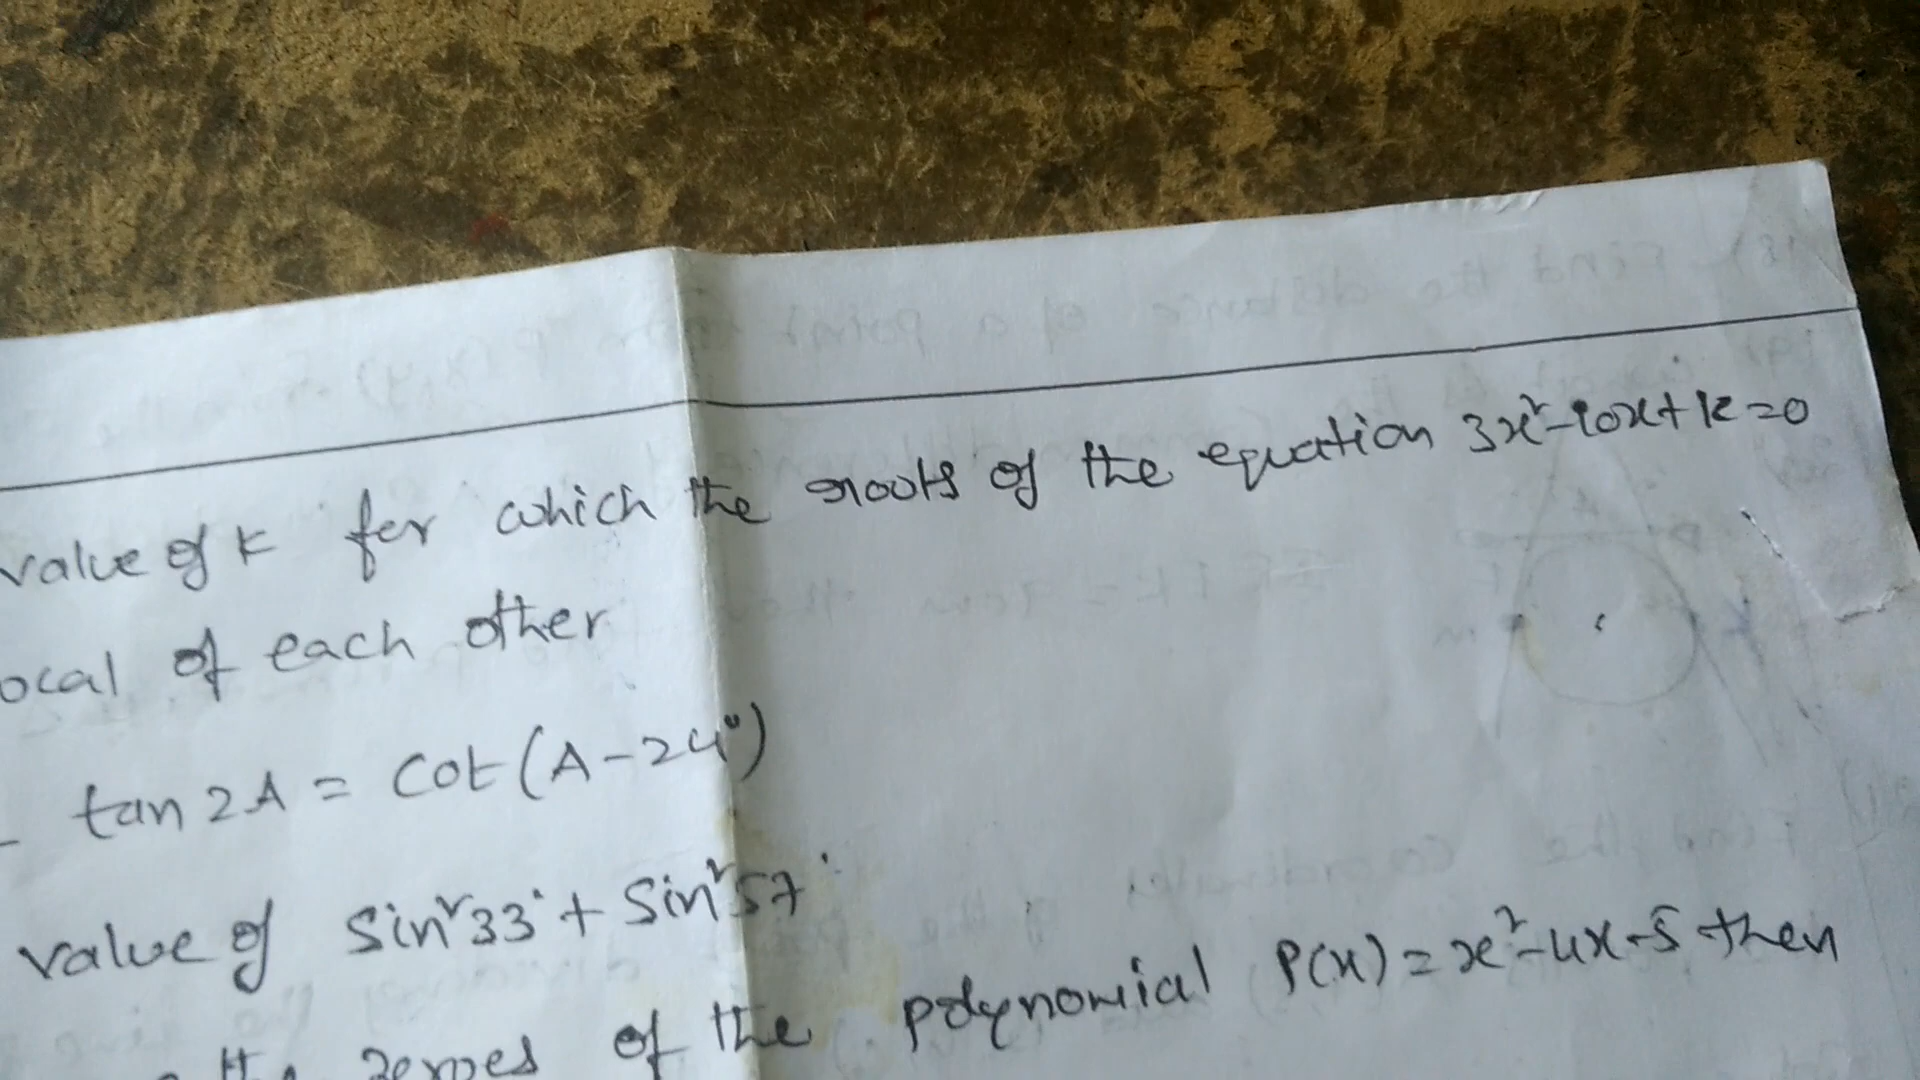 value of k for which the roots of the equation 3x²-10x+k=0
ocal of each other
tan 2A = cot (A-24°)
value of sin²33° + sin²57°
zeroes of the polynomial P(x) = x²-4x-5 then